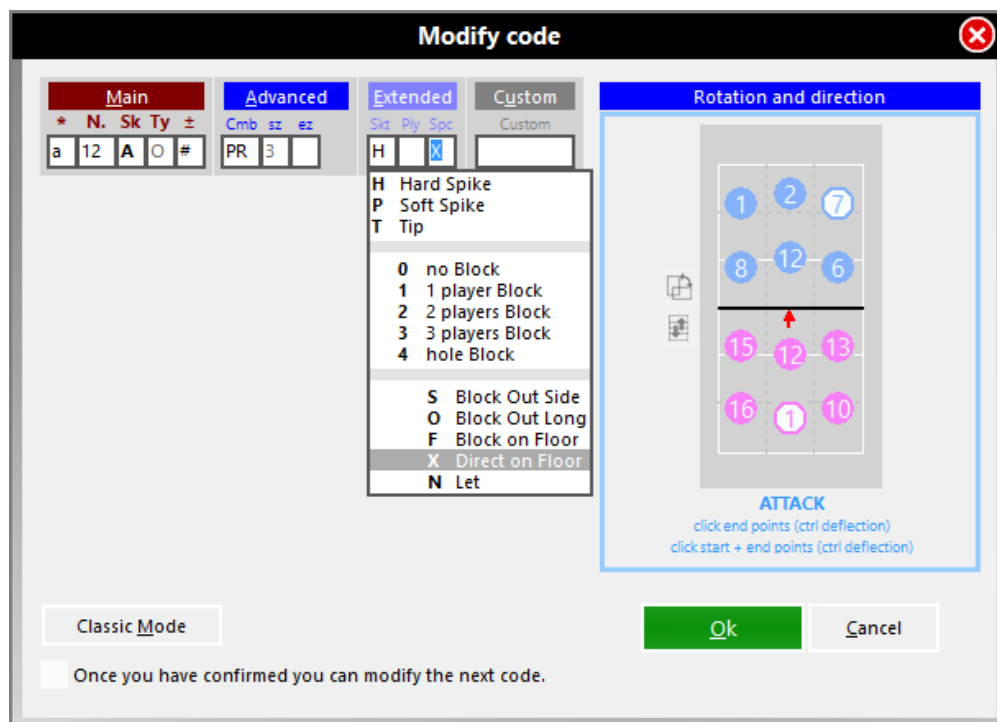 Modify code
Main
Advanced
Extended
Custom
Rotation and direction
* N. Sk Ty ±
Cmb sz ez
Skt Ply Spc
Custom
a 12 A O #
PR 3
H X
H Hard Spike
P Soft Spike
T Tip
0 no Block
1 1 player Block
2 2 players Block
3 3 players Block
4 hole Block
S Block Out Side
O Block Out Long
F Block on Floor
X Direct on Floor
N Let
1 2 7
8 12 6
15 12 13
16 1 10
ATTACK
click end points (ctrl deflection)
click start + end points (ctrl deflection)
Classic Mode
Ok
Cancel
Once you have confirmed you can modify the next code.